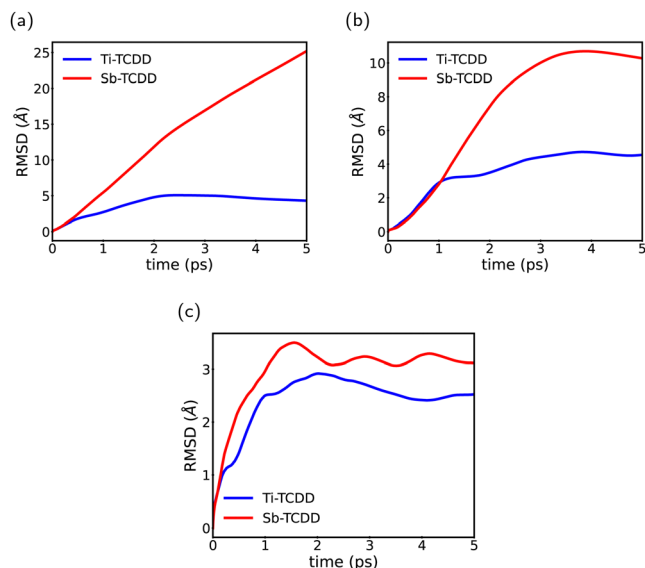 (a)
25
20
15
10
5
0
RMSD (Å)
Ti-TCDD
Sb-TCDD
0 1 2 3 4 5
time (ps)
(b)
10
8
6
4
2
0
RMSD (Å)
Ti-TCDD
Sb-TCDD
0 1 2 3 4 5
time (ps)
(c)
3
2
1
0
RMSD (Å)
Ti-TCDD
Sb-TCDD
0 1 2 3 4 5
time (ps)